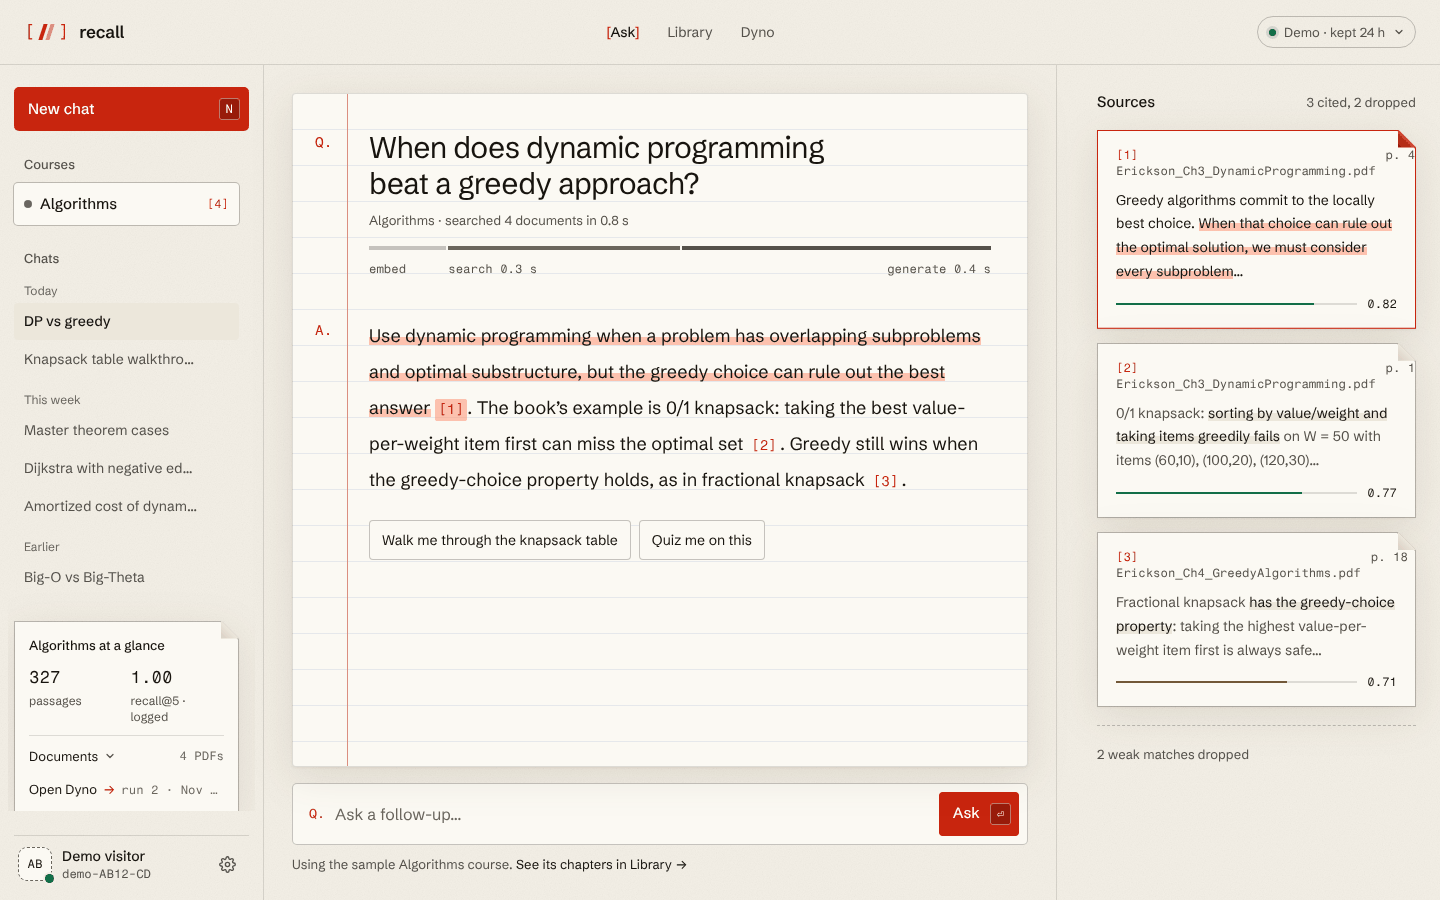 [//] recall
[Ask] Library Dyno
Demo · kept 24 h
New chat N
Courses
Algorithms [4]
Chats
Today
DP vs greedy
Knapsack table walkthro…
This week
Master theorem cases
Dijkstra with negative ed…
Amortized cost of dynam…
Earlier
Big-O vs Big-Theta
Algorithms at a glance
327 1.00
passages recall@5 ·
logged
Documents 4 PDFs
Open Dyno → run 2 · Nov …
AB Demo visitor
demo-AB12-CD
Q. When does dynamic programming
beat a greedy approach?
Algorithms · searched 4 documents in 0.8 s
embed search 0.3 s generate 0.4 s
A. Use dynamic programming when a problem has overlapping subproblems
and optimal substructure, but the greedy choice can rule out the best
answer [1]. The book’s example is 0/1 knapsack: taking the best value-
per-weight item first can miss the optimal set [2]. Greedy still wins when
the greedy-choice property holds, as in fractional knapsack [3].
Walk me through the knapsack table Quiz me on this
Q. Ask a follow-up… Ask ⏎
Using the sample Algorithms course. See its chapters in Library →
Sources 3 cited, 2 dropped
[1] p. 4
Erickson_Ch3_DynamicProgramming.pdf
Greedy algorithms commit to the locally
best choice. When that choice can rule out
the optimal solution, we must consider
every subproblem…
0.82
[2] p. 1
Erickson_Ch3_DynamicProgramming.pdf
0/1 knapsack: sorting by value/weight and
taking items greedily fails on W = 50 with
items (60,10), (100,20), (120,30)…
0.77
[3] p. 18
Erickson_Ch4_GreedyAlgorithms.pdf
Fractional knapsack has the greedy-choice
property: taking the highest value-per-
weight item first is always safe…
0.71
2 weak matches dropped